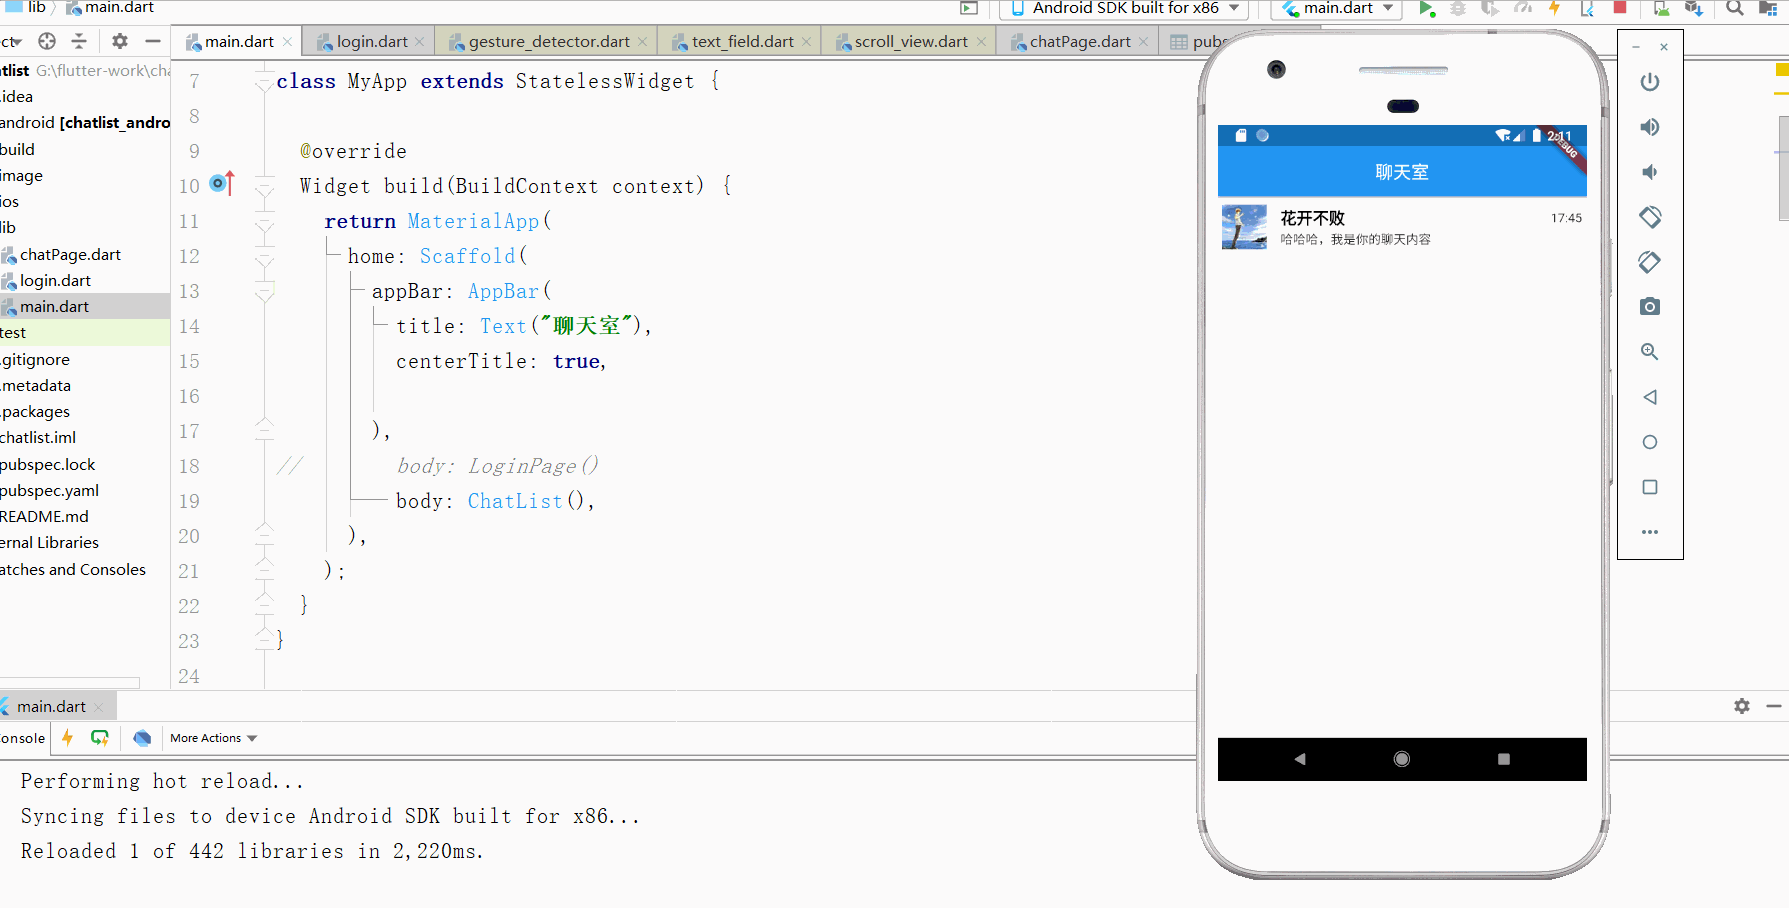 lib
main.dart
Android SDK built for x86
main.dart
main.dart
login.dart
gesture_detector.dart
text_field.dart
scroll_view.dart
chatPage.dart
G:\flutter-work\cha
.idea
android [chatlist_andro
build
image
ios
lib
chatPage.dart
login.dart
main.dart
test
.gitignore
.metadata
.packages
chatlist.iml
pubspec.lock
pubspec.yaml
README.md
ernal Libraries
atches and Consoles
7 class MyApp extends StatelessWidget {
8
9 @override
10 Widget build(BuildContext context) {
11 return MaterialApp(
12 home: Scaffold(
13 appBar: AppBar(
14 title: Text("聊天室"),
15 centerTitle: true,
16
17 ),
18 // body: LoginPage()
19 body: ChatList(),
20 ),
21 );
22 }
23 }
24
2:11
聊天室
花开不败
17:45
哈哈哈，我是你的聊天内容
main.dart
onsole
More Actions
Performing hot reload...
Syncing files to device Android SDK built for x86...
Reloaded 1 of 442 libraries in 2,220ms.